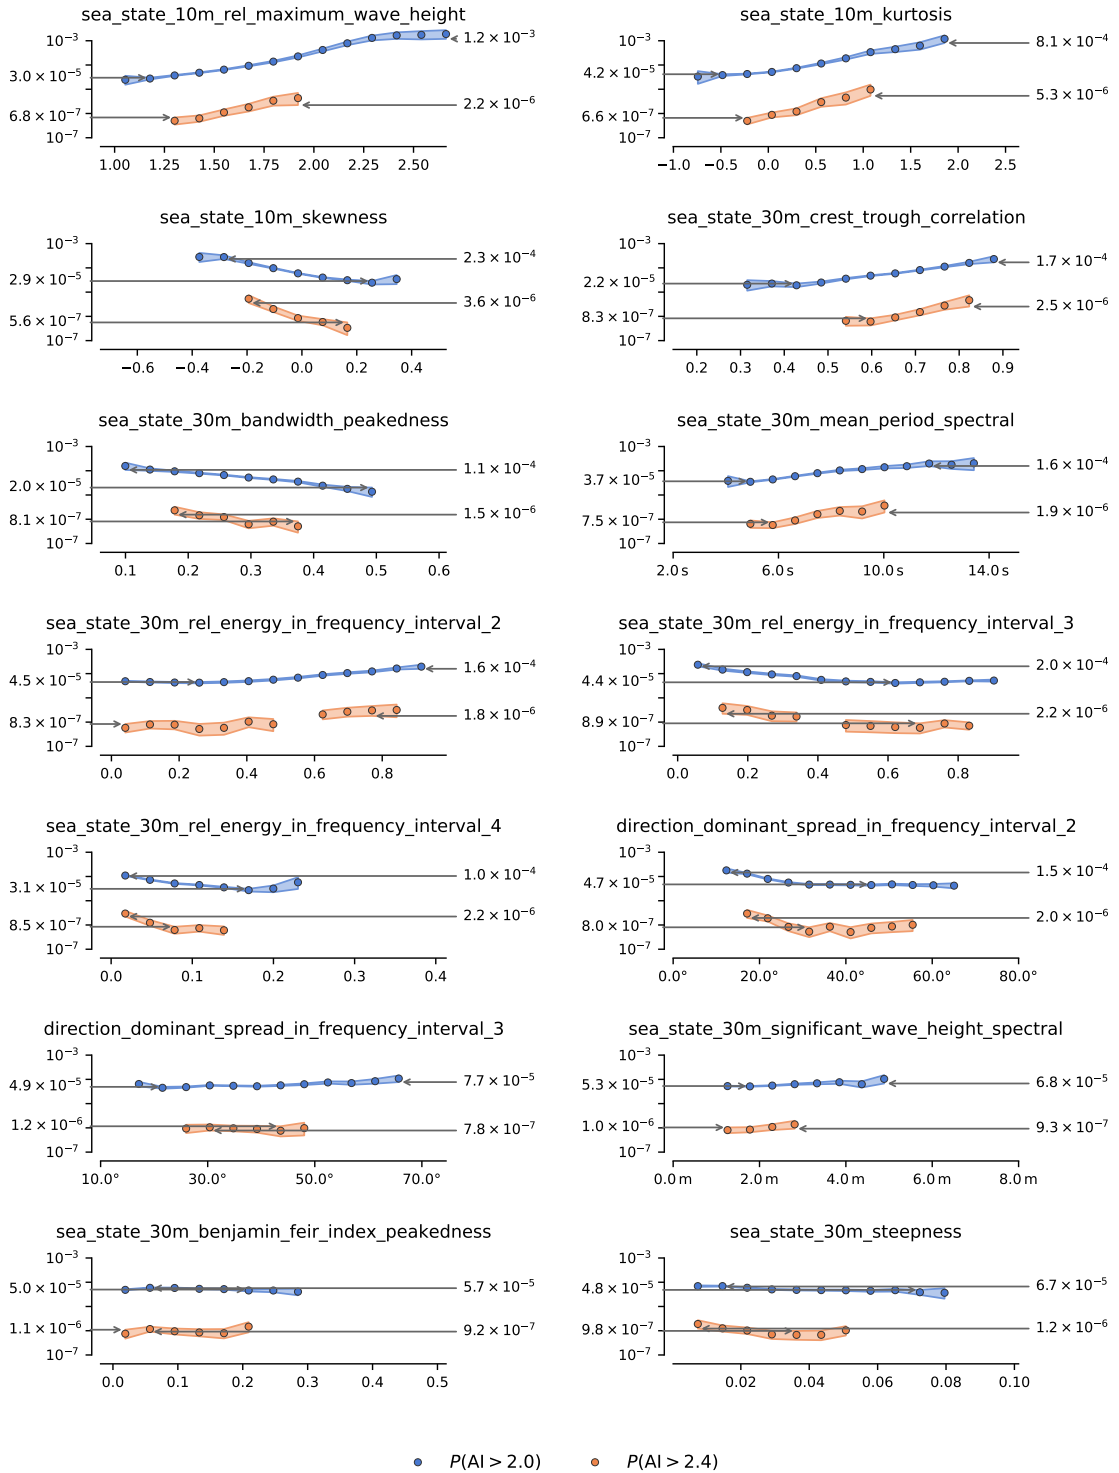 sea_state_10m_rel_maximum_wave_height
10⁻³
3.0 × 10⁻⁵
6.8 × 10⁻⁷
10⁻⁷
1.2 × 10⁻³
2.2 × 10⁻⁶
1.00 1.25 1.50 1.75 2.00 2.25 2.50
sea_state_10m_kurtosis
10⁻³
4.2 × 10⁻⁵
6.6 × 10⁻⁷
10⁻⁷
8.1 × 10⁻⁴
5.3 × 10⁻⁶
−1.0 −0.5 0.0 0.5 1.0 1.5 2.0 2.5
sea_state_10m_skewness
10⁻³
2.9 × 10⁻⁵
5.6 × 10⁻⁷
10⁻⁷
2.3 × 10⁻⁴
3.6 × 10⁻⁶
−0.6 −0.4 −0.2 0.0 0.2 0.4
sea_state_30m_crest_trough_correlation
10⁻³
2.2 × 10⁻⁵
8.3 × 10⁻⁷
10⁻⁷
1.7 × 10⁻⁴
2.5 × 10⁻⁶
0.2 0.3 0.4 0.5 0.6 0.7 0.8 0.9
sea_state_30m_bandwidth_peakedness
10⁻³
2.0 × 10⁻⁵
8.1 × 10⁻⁷
10⁻⁷
1.1 × 10⁻⁴
1.5 × 10⁻⁶
0.1 0.2 0.3 0.4 0.5 0.6
sea_state_30m_mean_period_spectral
10⁻³
3.7 × 10⁻⁵
7.5 × 10⁻⁷
10⁻⁷
1.6 × 10⁻⁴
1.9 × 10⁻⁶
2.0 s 6.0 s 10.0 s 14.0 s
sea_state_30m_rel_energy_in_frequency_interval_2
10⁻³
4.5 × 10⁻⁵
8.3 × 10⁻⁷
10⁻⁷
1.6 × 10⁻⁴
1.8 × 10⁻⁶
0.0 0.2 0.4 0.6 0.8
sea_state_30m_rel_energy_in_frequency_interval_3
10⁻³
4.4 × 10⁻⁵
8.9 × 10⁻⁷
10⁻⁷
2.0 × 10⁻⁴
2.2 × 10⁻⁶
0.0 0.2 0.4 0.6 0.8
sea_state_30m_rel_energy_in_frequency_interval_4
10⁻³
3.1 × 10⁻⁵
8.5 × 10⁻⁷
10⁻⁷
1.0 × 10⁻⁴
2.2 × 10⁻⁶
0.0 0.1 0.2 0.3 0.4
direction_dominant_spread_in_frequency_interval_2
10⁻³
4.7 × 10⁻⁵
8.0 × 10⁻⁷
10⁻⁷
1.5 × 10⁻⁴
2.0 × 10⁻⁶
0.0° 20.0° 40.0° 60.0° 80.0°
direction_dominant_spread_in_frequency_interval_3
10⁻³
4.9 × 10⁻⁵
1.2 × 10⁻⁶
10⁻⁷
7.7 × 10⁻⁵
7.8 × 10⁻⁷
10.0° 30.0° 50.0° 70.0°
sea_state_30m_significant_wave_height_spectral
10⁻³
5.3 × 10⁻⁵
1.0 × 10⁻⁶
10⁻⁷
6.8 × 10⁻⁵
9.3 × 10⁻⁷
0.0 m 2.0 m 4.0 m 6.0 m 8.0 m
sea_state_30m_benjamin_feir_index_peakedness
10⁻³
5.0 × 10⁻⁵
1.1 × 10⁻⁶
10⁻⁷
5.7 × 10⁻⁵
9.2 × 10⁻⁷
0.0 0.1 0.2 0.3 0.4 0.5
sea_state_30m_steepness
10⁻³
4.8 × 10⁻⁵
9.8 × 10⁻⁷
10⁻⁷
6.7 × 10⁻⁵
1.2 × 10⁻⁶
0.02 0.04 0.06 0.08 0.10
P(AI > 2.0) P(AI > 2.4)